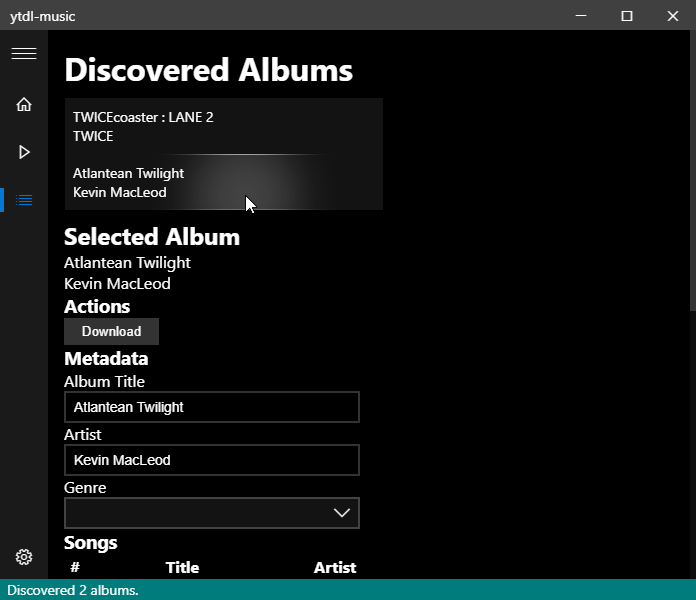 ytdl-music
Discovered Albums
TWICEcoaster : LANE 2
TWICE
Atlantean Twilight
Kevin MacLeod
Selected Album
Atlantean Twilight
Kevin MacLeod
Actions
Download
Metadata
Album Title
Atlantean Twilight
Artist
Kevin MacLeod
Genre
Songs
# Title Artist
Discovered 2 albums.